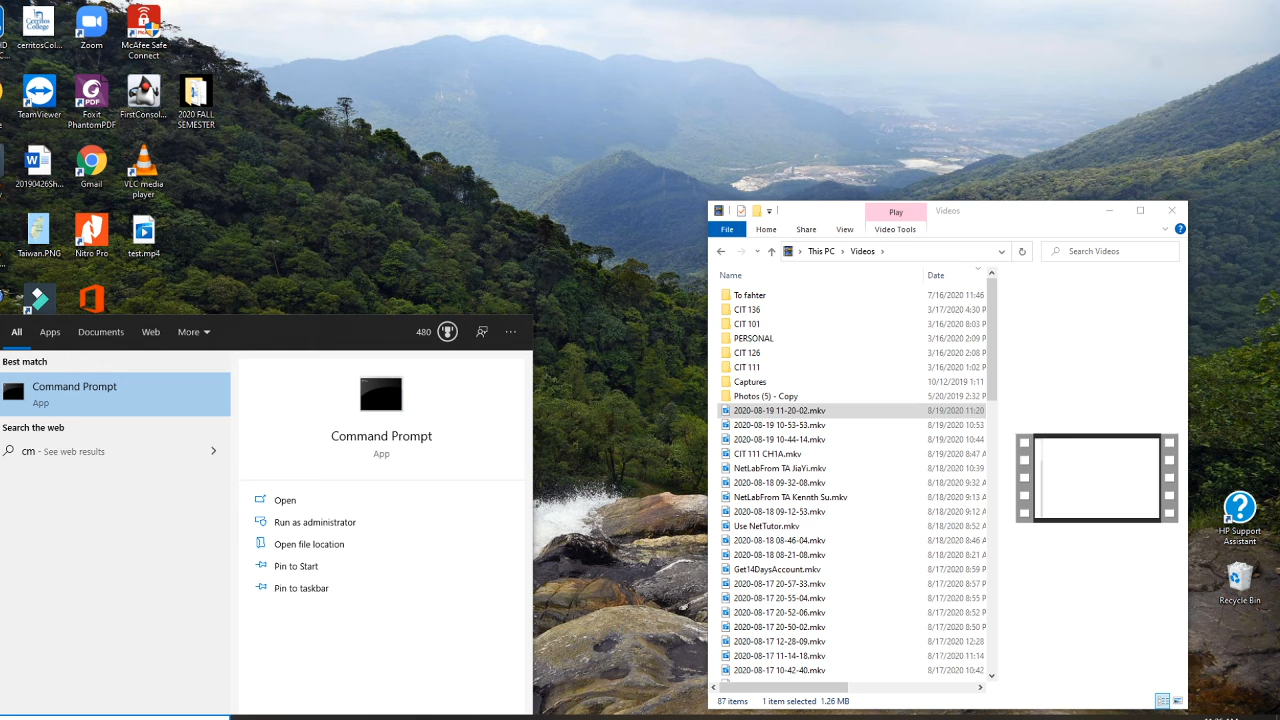 cerritosCol...
Zoom
McAfee Safe
Connect
TeamViewer
Foxit
PhantomPDF
FirstConsol...
2020 FALL
SEMESTER
20190426Sh...
Gmail
VLC media
player
Taiwan.PNG
Nitro Pro
test.mp4
All
Apps
Documents
Web
More
480
Best match
Command Prompt
App
Search the web
cm - See web results
Command Prompt
App
Open
Run as administrator
Open file location
Pin to Start
Pin to taskbar
Play
Videos
File
Home
Share
View
Video Tools
This PC
Videos
Search Videos
Name
Date
To fahter 7/16/2020 11:46
CIT 136 3/17/2020 4:30 P
CIT 101 3/16/2020 8:03 P
PERSONAL 3/16/2020 2:09 P
CIT 126 3/16/2020 2:08 P
CIT 111 3/16/2020 1:02 P
Captures 10/12/2019 1:11
Photos (5) - Copy 5/20/2019 2:32 P
2020-08-19 11-20-02.mkv 8/19/2020 11:20
2020-08-19 10-53-53.mkv 8/19/2020 10:53
2020-08-19 10-44-14.mkv 8/19/2020 10:44
CIT 111 CH1A.mkv 8/19/2020 8:47 A
NetLabFrom TA JiaYi.mkv 8/18/2020 10:39
2020-08-18 09-32-08.mkv 8/18/2020 9:32 A
NetLabFrom TA Kennth Su.mkv 8/18/2020 9:13 A
2020-08-18 09-12-53.mkv 8/18/2020 9:12 A
Use NetTutor.mkv 8/18/2020 8:52 A
2020-08-18 08-46-04.mkv 8/18/2020 8:46 A
2020-08-18 08-21-08.mkv 8/18/2020 8:21 A
Get14DaysAccount.mkv 8/17/2020 8:59 P
2020-08-17 20-57-33.mkv 8/17/2020 8:57 P
2020-08-17 20-55-04.mkv 8/17/2020 8:55 P
2020-08-17 20-52-06.mkv 8/17/2020 8:52 P
2020-08-17 20-50-02.mkv 8/17/2020 8:50 P
2020-08-17 12-28-09.mkv 8/17/2020 12:28
2020-08-17 11-14-18.mkv 8/17/2020 11:14
2020-08-17 10-42-40.mkv 8/17/2020 10:42
87 items
1 item selected 1.26 MB
HP Support
Assistant
Recycle Bin